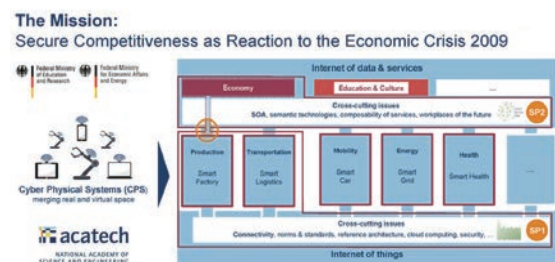 The Mission:
Secure Competitiveness as Reaction to the Economic Crisis 2009
Federal Ministry
of Education
and Research
Federal Ministry
for Economic Affairs
and Energy
Internet of data & services
Economy
Education & Culture
...
Cross-cutting issues
SOA, semantic technologies, composability of services, workplaces of the future
SP2
Production
Smart
Factory
Transportation
Smart
Logistics
Mobility
Smart
Car
Energy
Smart
Grid
Health
Smart Health
...
Cyber Physical Systems (CPS)
merging real and virtual space
Cross-cutting issues
Connectivity, norms & standards, reference architecture, cloud computing, security, ...
SP1
Internet of things
acatech
NATIONAL ACADEMY OF
SCIENCE AND ENGINEERING